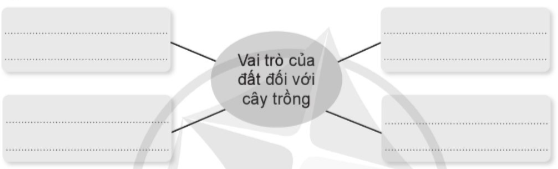 Vai trò của
đất đối với
cây trồng